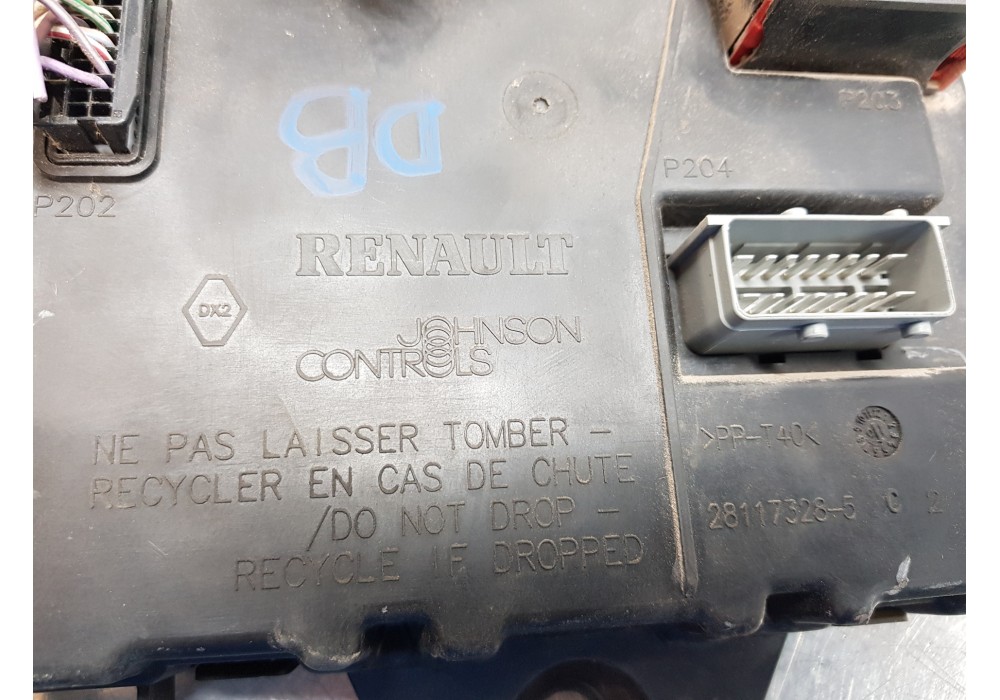 DB
P203
P204
P202
RENAULT
DX2
JOHNSON
CONTROLS
NE PAS LAISSER TOMBER –
RECYCLER EN CAS DE CHUTE
/DO NOT DROP –
RECYCLE IF DROPPED
>PP-T40<
28117328-5 C 2